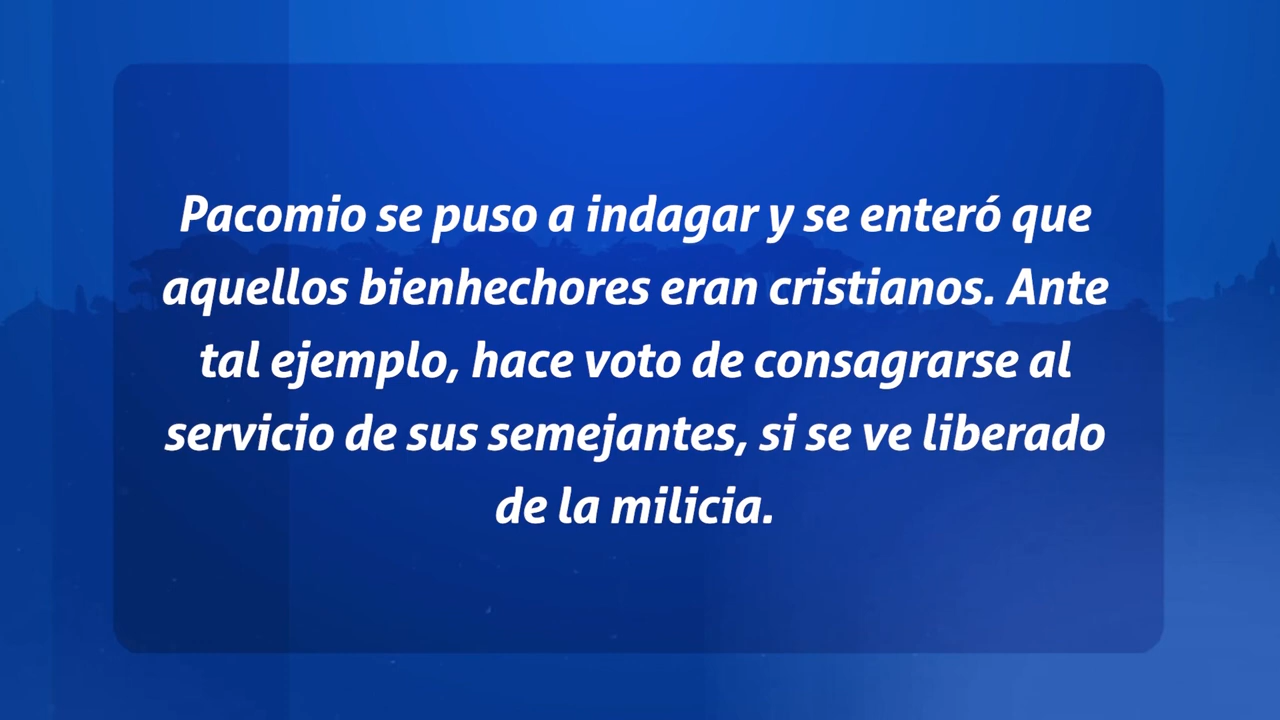 Pacomio se puso a indagar y se enteró que
aquellos bienhechores eran cristianos. Ante
tal ejemplo, hace voto de consagrarse al
servicio de sus semejantes, si se ve liberado
de la milicia.